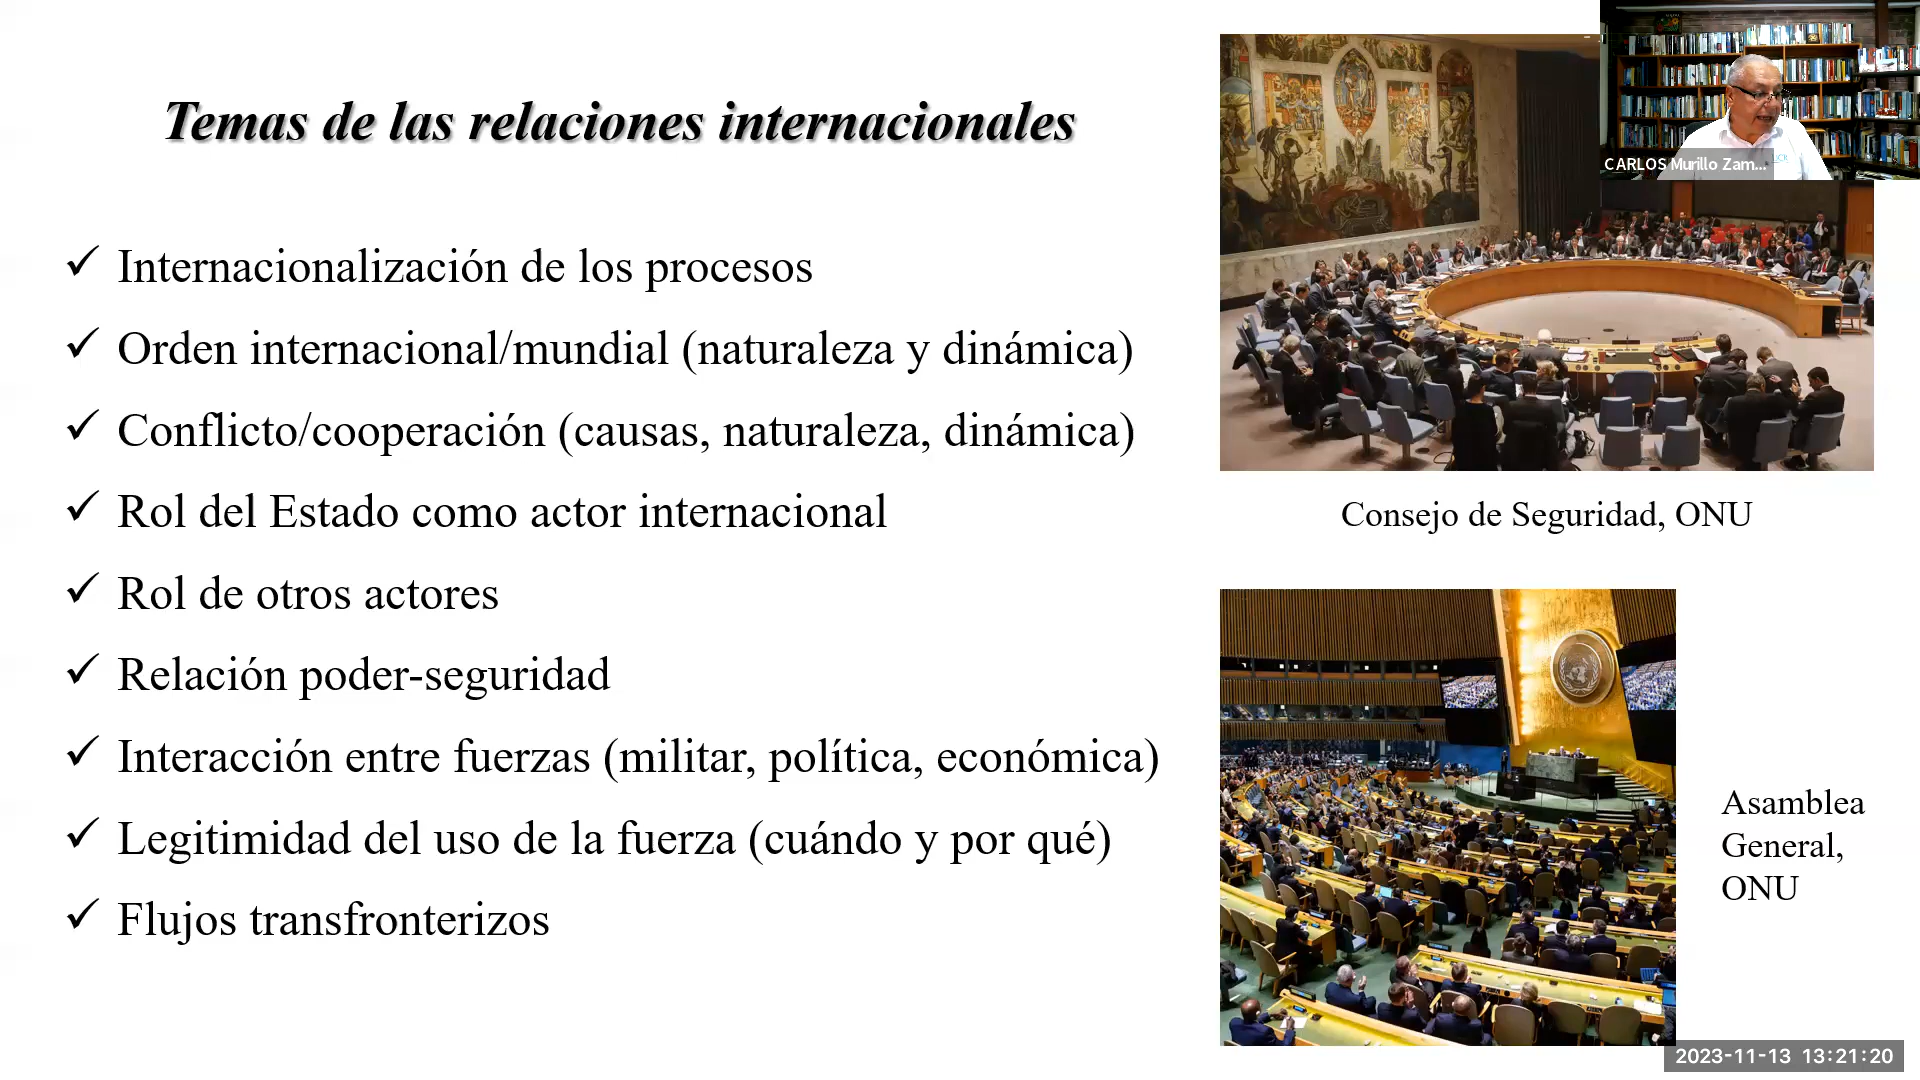 Temas de las relaciones internacionales
✓ Internacionalización de los procesos
✓ Orden internacional/mundial (naturaleza y dinámica)
✓ Conflicto/cooperación (causas, naturaleza, dinámica)
✓ Rol del Estado como actor internacional
✓ Rol de otros actores
✓ Relación poder-seguridad
✓ Interacción entre fuerzas (militar, política, económica)
✓ Legitimidad del uso de la fuerza (cuándo y por qué)
✓ Flujos transfronterizos
CARLOS Murillo Zam...
Consejo de Seguridad, ONU
Asamblea
General,
ONU
2023-11-13 13:21:20